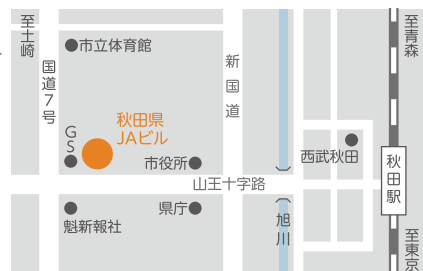 至土崎
国道7号
市立体育館
新国道
至青森
秋田県
JAビル
GS
市役所
西武秋田
秋田駅
山王十字路
魁新報社
県庁
旭川
至東京